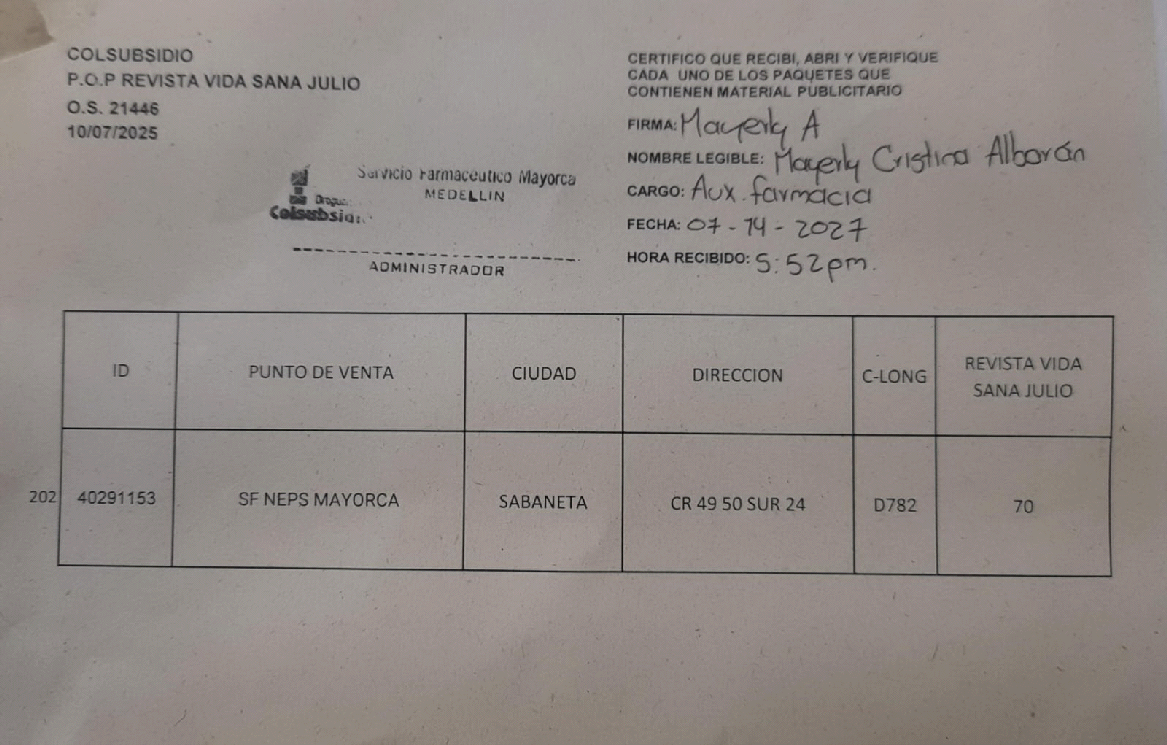 COLSUBSIDIO
P.O.P REVISTA VIDA SANA JULIO
O.S. 21446
10/07/2025
CERTIFICO QUE RECIBI, ABRI Y VERIFIQUE
CADA UNO DE LOS PAQUETES QUE
CONTIENEN MATERIAL PUBLICITARIO
FIRMA: Mayerly A
NOMBRE LEGIBLE: Mayerly Cristina Albarán
CARGO: Aux. farmacia
FECHA: 07-14-2027
HORA RECIBIDO: 5:52pm.
Servicio Farmaceutico Mayorca
MEDELLIN
Colsubsidio
ADMINISTRADOR
ID PUNTO DE VENTA CIUDAD DIRECCION C-LONG REVISTA VIDA SANA JULIO
202 40291153 SF NEPS MAYORCA SABANETA CR 49 50 SUR 24 D782 70